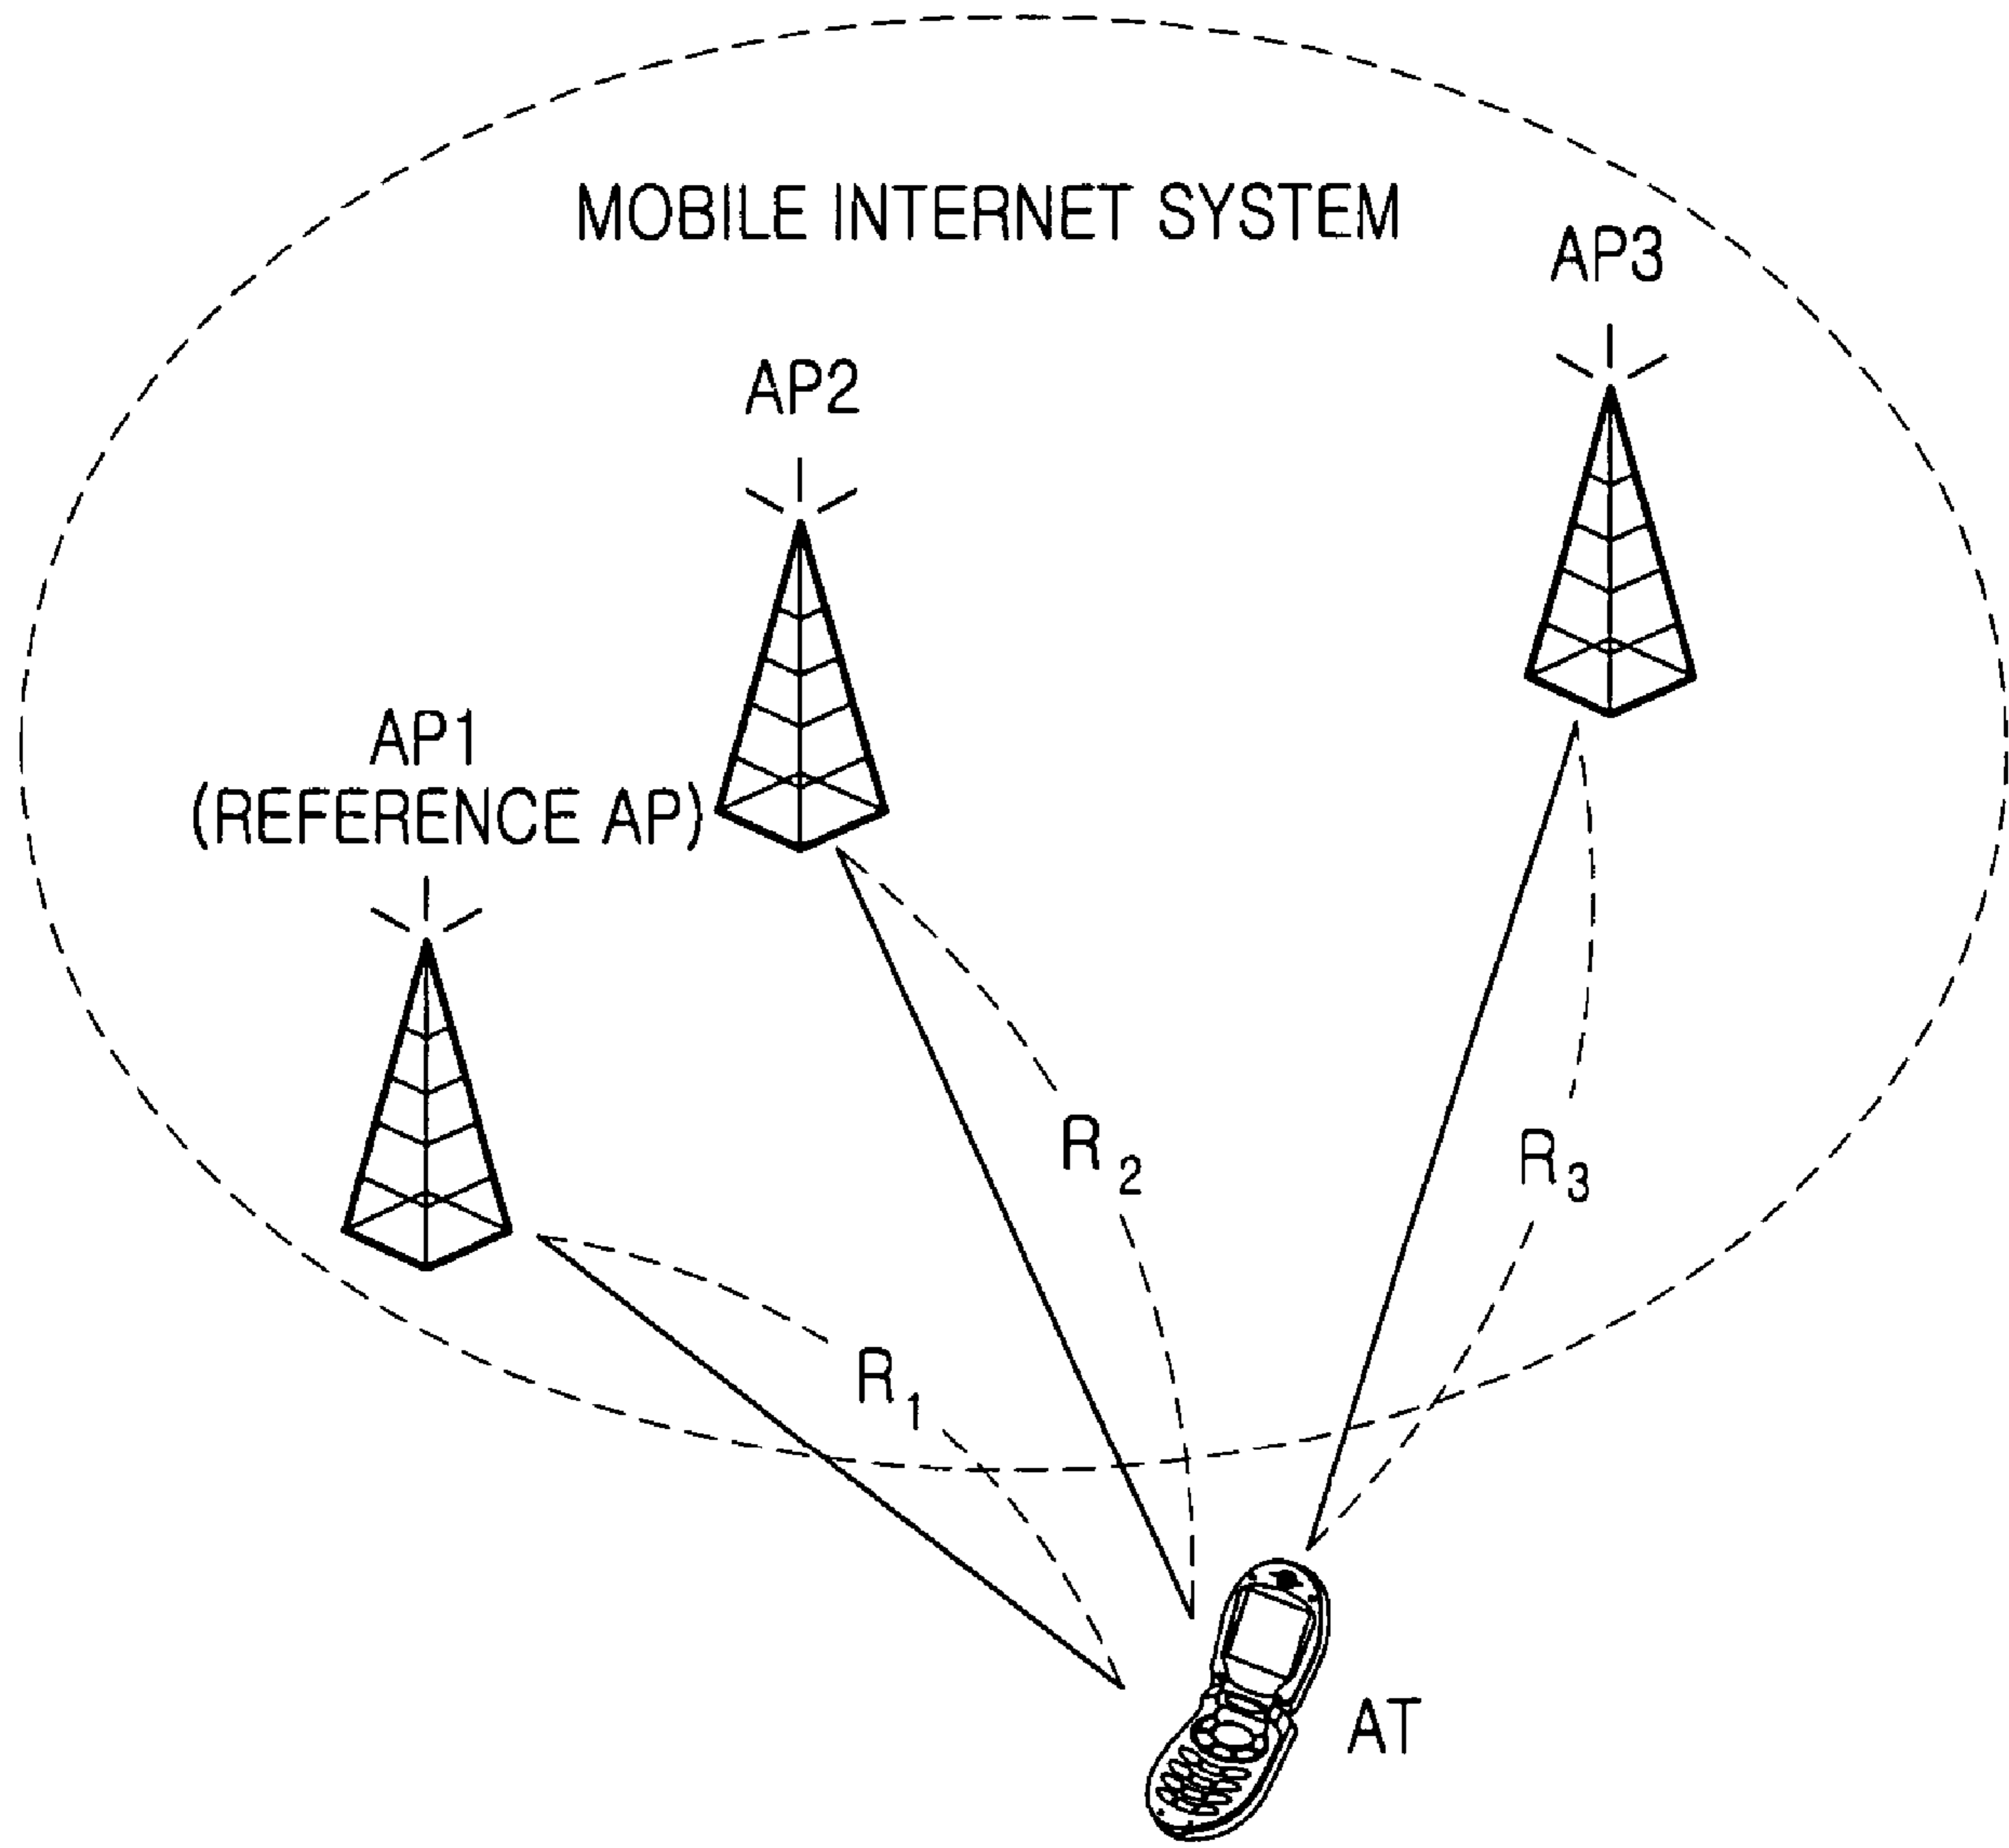 MOBILE INTERNET SYSTEM
AP3
AP2
AP1
(REFERENCE AP)
R2
R3
R1
AT